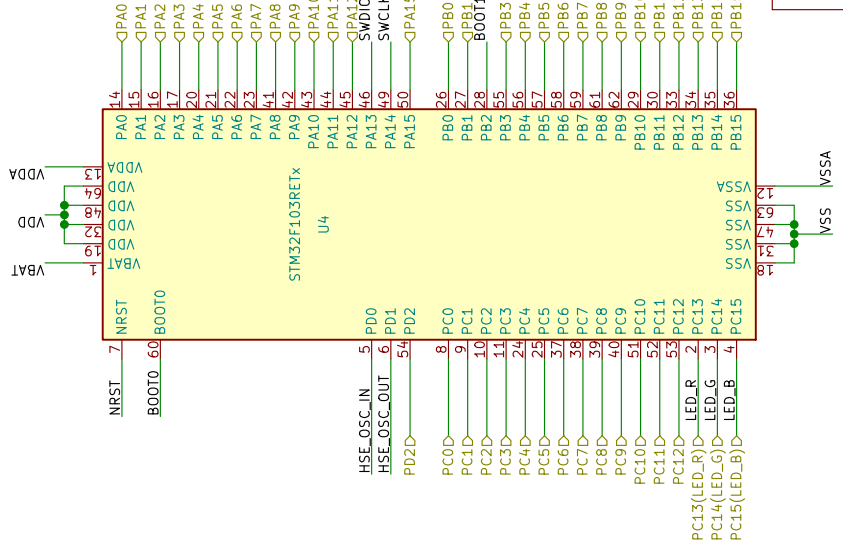 PA0
PA1
PA2
PA3
PA4
PA5
PA6
PA7
PA8
PA9
PB0
PB1
BOOT1
PB3
PB4
PB5
PB6
PB7
PB8
PB9
14 PA0
15 PA1
16 PA2
17 PA3
20 PA4
21 PA5
22 PA6
23 PA7
41 PA8
42 PA9
43 PA10
44 PA11
45 PA12
46 PA13
49 PA14
50 PA15
26 PB0
27 PB1
28 PB2
55 PB3
56 PB4
57 PB5
58 PB6
59 PB7
61 PB8
62 PB9
29 PB10
30 PB11
33 PB12
34 PB13
35 PB14
36 PB15
VDDA 13 VDDA
64 VDD
48 VDD
VDD
32 VDD
19 VDD
VBAT 1 VBAT
STM32F103RETx
U4
VSSA 12 VSSA
VSS 63
VSS 47
VSS
VSS 31
VSS 18
NRST 7 NRST
BOOT0 60 BOOT0
PD0 5 HSE_OSC_IN
PD1 6 HSE_OSC_OUT
PD2 54 PD2
PC0 8 PC0
PC1 9 PC1
PC2 10 PC2
PC3 11 PC3
PC4 24 PC4
PC5 25 PC5
PC6 37 PC6
PC7 38 PC7
PC8 39 PC8
PC9 40 PC9
PC10 51 PC10
PC11 52 PC11
PC12 53 PC12
PC13 2 LED_R PC13(LED_R)
PC14 3 LED_G PC14(LED_G)
PC15 4 LED_B PC15(LED_B)